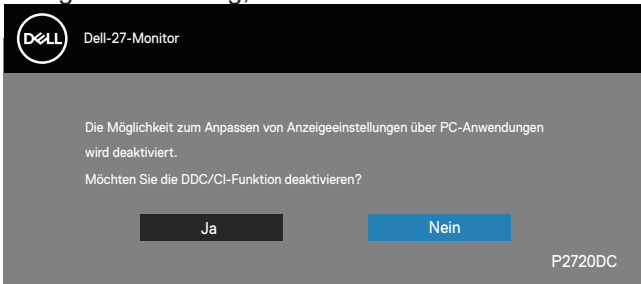 DELL
Dell-27-Monitor
Die Möglichkeit zum Anpassen von Anzeigeeinstellungen über PC-Anwendungen
wird deaktiviert.
Möchten Sie die DDC/CI-Funktion deaktivieren?
Ja
Nein
P2720DC